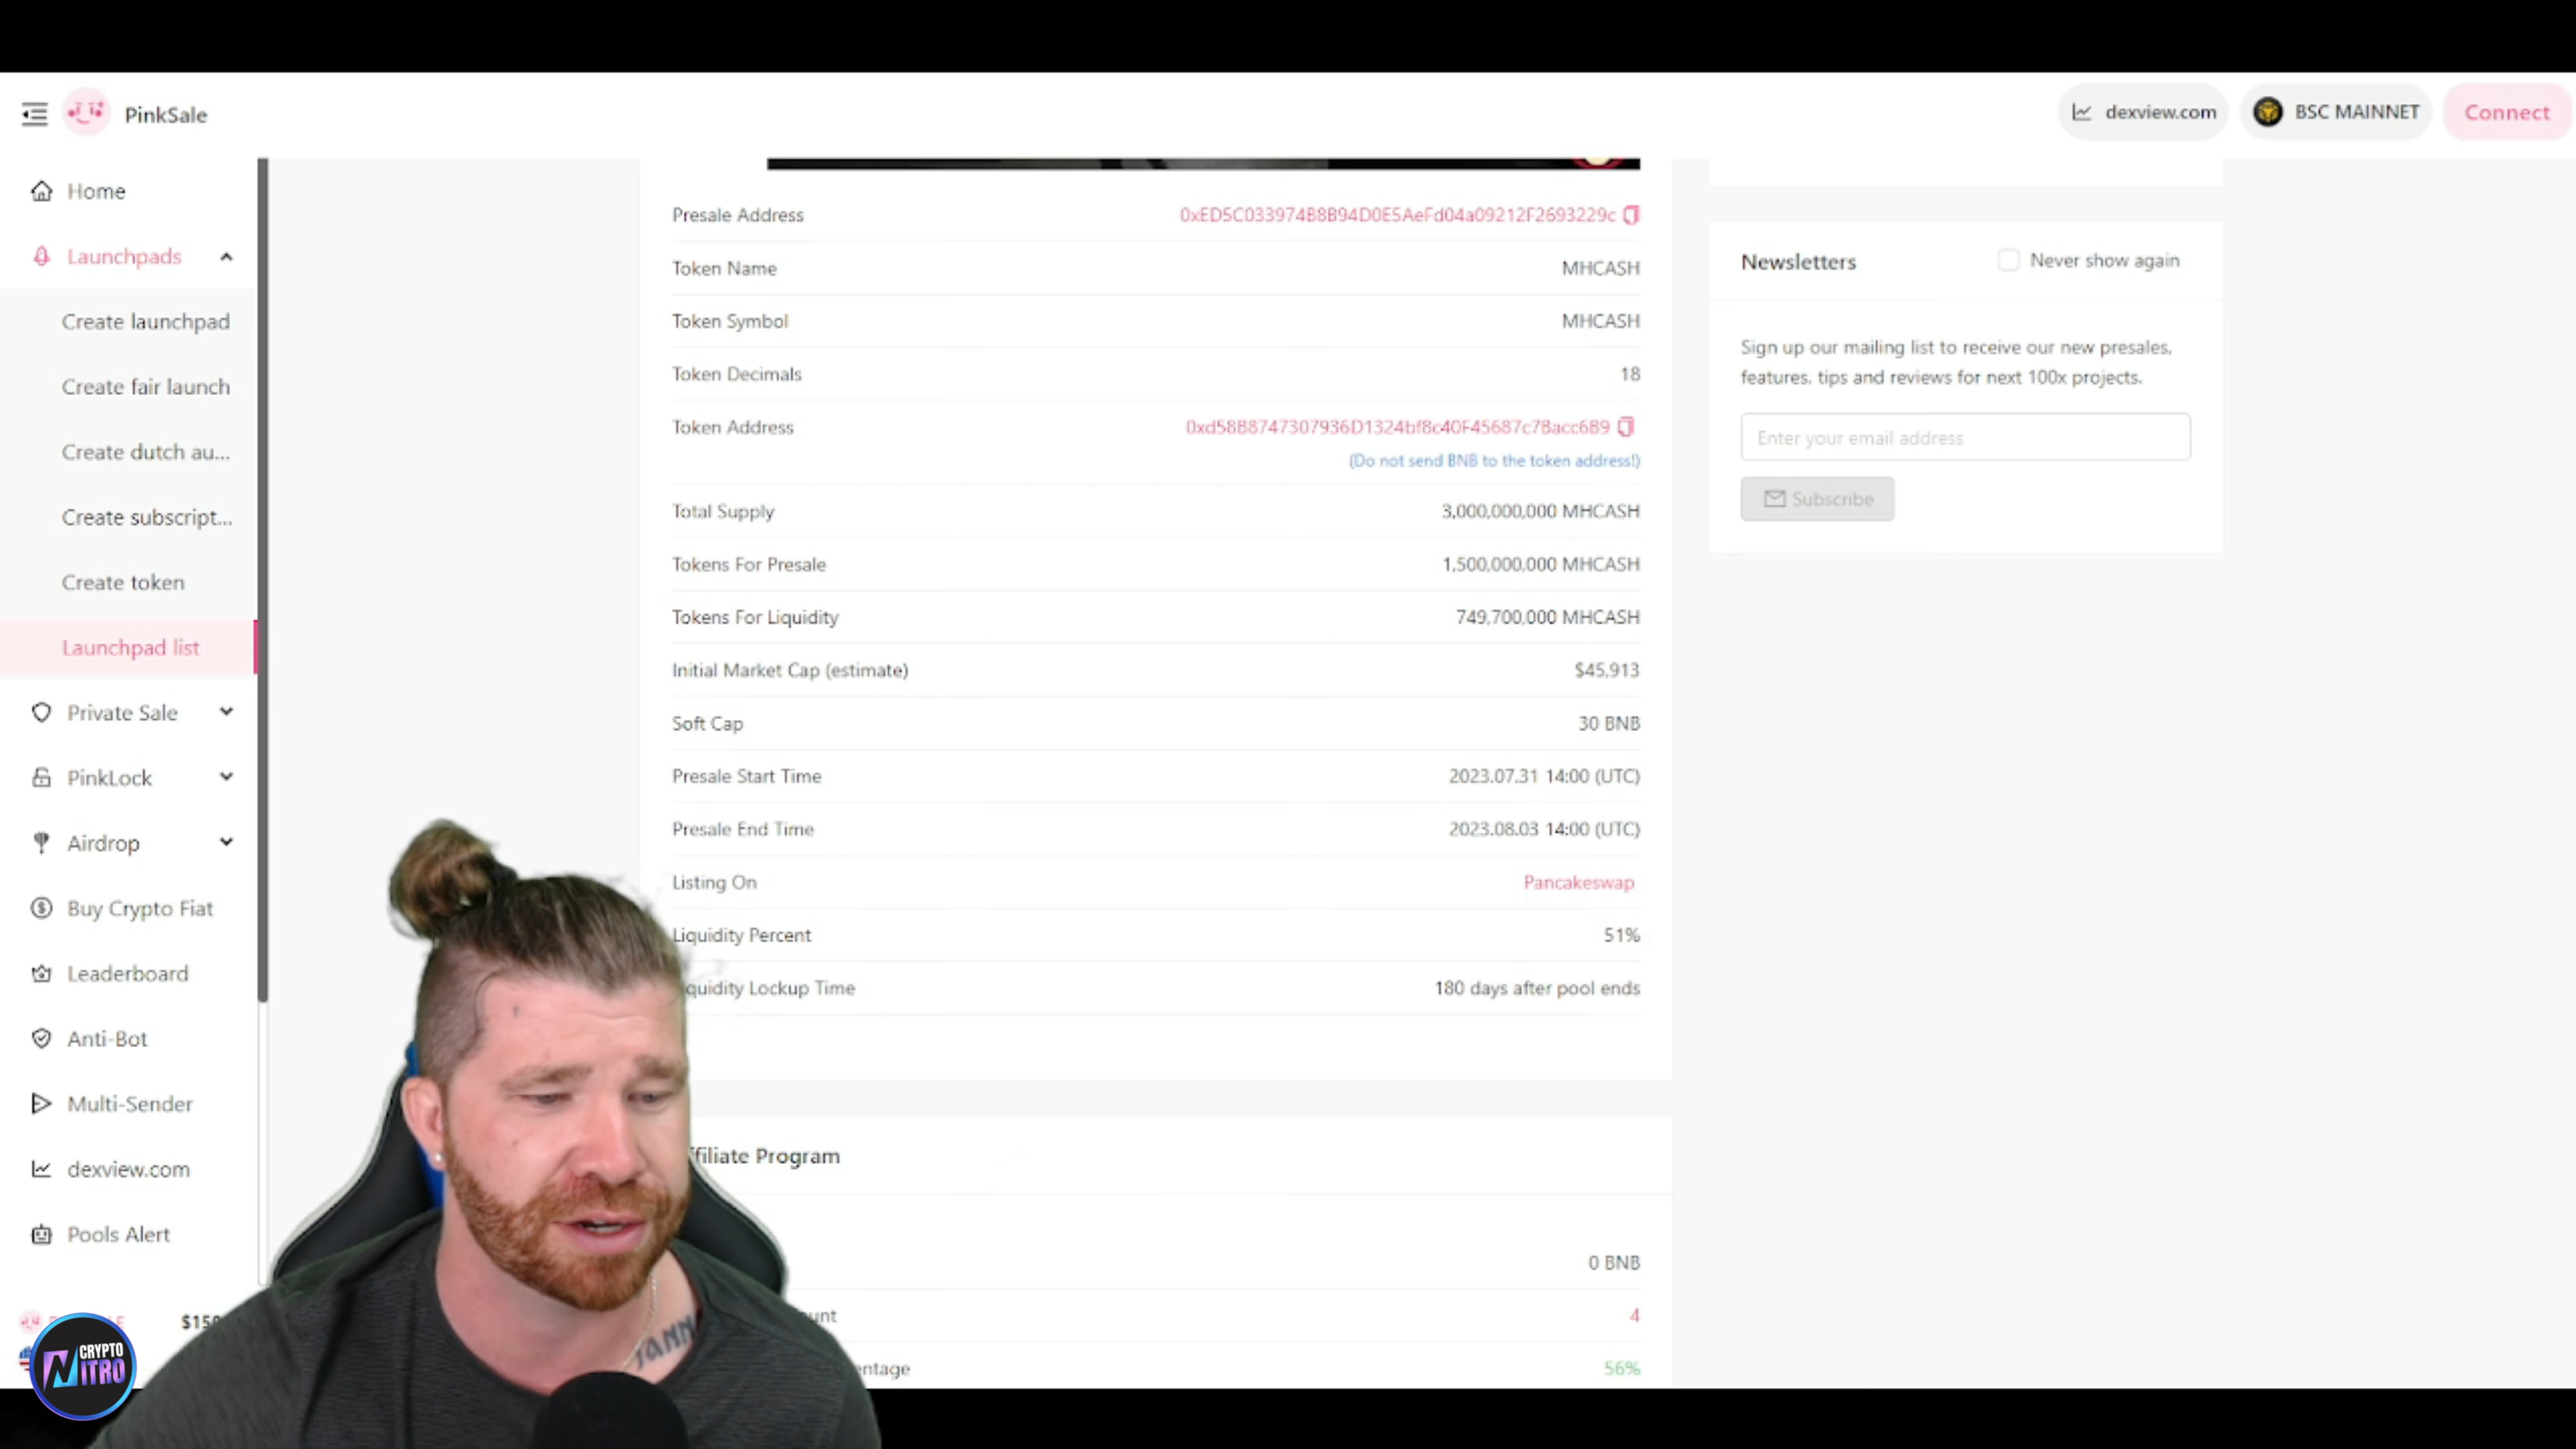 PinkSale
dexview.com
BSC MAINNET
Connect
Home
Launchpads
Create launchpad
Create fair launch
Create dutch au...
Create subscript...
Create token
Launchpad list
Private Sale
PinkLock
Airdrop
Buy Crypto Fiat
Leaderboard
Anti-Bot
Multi-Sender
dexview.com
Pools Alert
Presale Address 0xED5C033974B8B94D0E5AeFd04a09212F2693229c
Token Name MHCASH
Token Symbol MHCASH
Token Decimals 18
Token Address 0xd58B8747307936D1324bf8c40F45687c78acc6B9
(Do not send BNB to the token address!)
Total Supply 3,000,000,000 MHCASH
Tokens For Presale 1,500,000,000 MHCASH
Tokens For Liquidity 749,700,000 MHCASH
Initial Market Cap (estimate) $45,913
Soft Cap 30 BNB
Presale Start Time 2023.07.31 14:00 (UTC)
Presale End Time 2023.08.03 14:00 (UTC)
Listing On Pancakeswap
Liquidity Percent 51%
quidity Lockup Time 180 days after pool ends
filiate Program
0 BNB
unt 4
entage 56%
Newsletters
Never show again
Sign up our mailing list to receive our new presales,
features, tips and reviews for next 100x projects.
Enter your email address
Subscribe
CRYPTO
NITRO